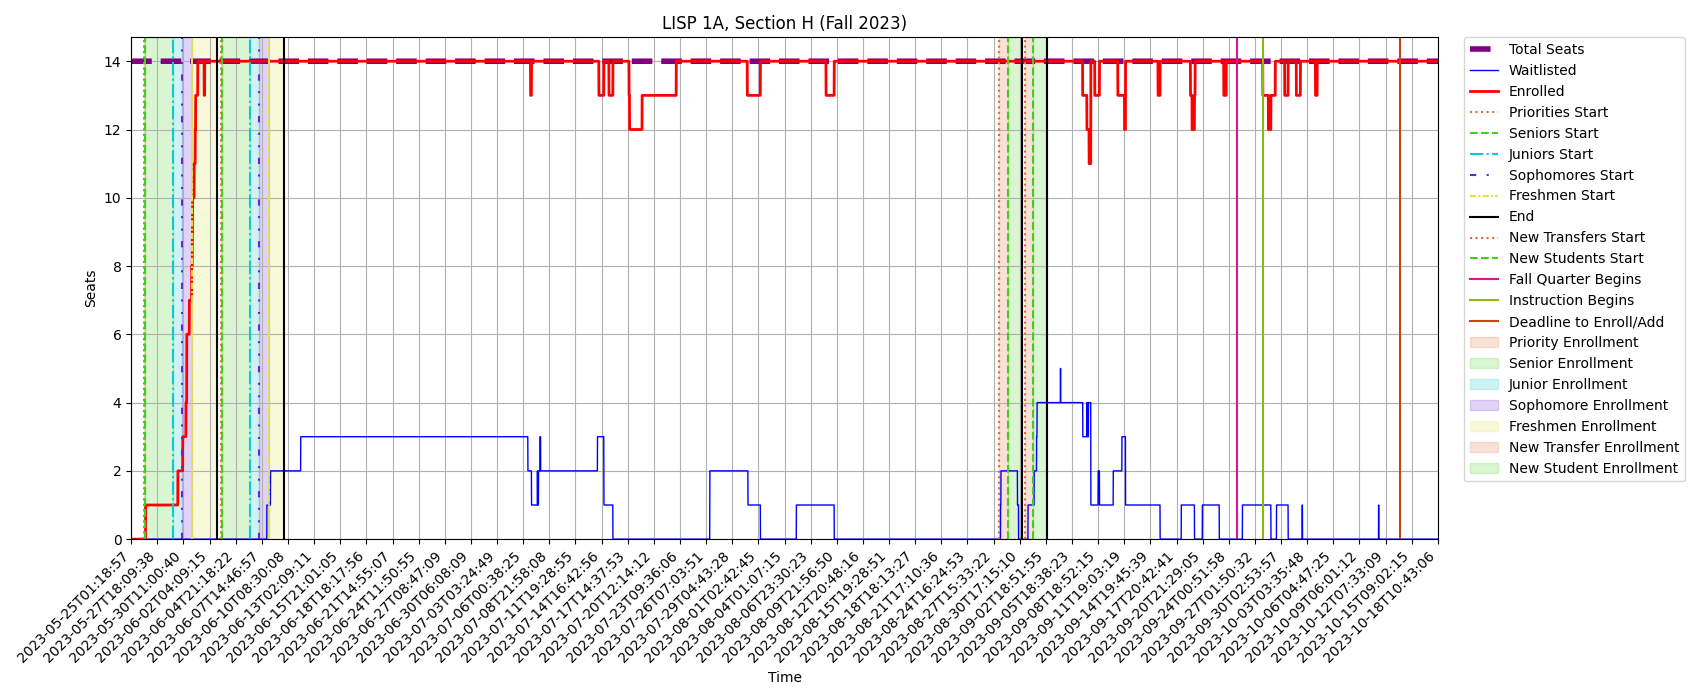 LISP 1A, Section H (Fall 2023)
Seats
14
12
10
8
6
4
2
0
2023-05-25T01:18:57
2023-05-27T18:09:38
2023-05-30T11:00:40
2023-06-02T04:09:15
2023-06-04T21:18:22
2023-06-07T14:46:57
2023-06-10T08:30:08
2023-06-13T02:09:11
2023-06-15T21:01:05
2023-06-18T18:17:56
2023-06-21T14:55:07
2023-06-24T11:50:55
2023-06-27T08:47:09
2023-06-30T06:08:09
2023-07-03T03:24:49
2023-07-06T00:38:25
2023-07-08T21:58:08
2023-07-11T19:28:55
2023-07-14T16:42:56
2023-07-17T14:37:53
2023-07-20T12:14:12
2023-07-23T09:36:06
2023-07-26T07:03:51
2023-07-29T04:43:28
2023-08-01T02:42:45
2023-08-04T01:07:15
2023-08-06T23:30:23
2023-08-09T21:56:50
2023-08-12T20:48:16
2023-08-15T19:28:51
2023-08-18T18:13:27
2023-08-21T17:10:36
2023-08-24T16:24:53
2023-08-27T15:33:22
2023-08-30T17:15:10
2023-09-02T18:51:55
2023-09-05T18:38:23
2023-09-08T18:52:15
2023-09-11T19:03:19
2023-09-14T19:45:39
2023-09-17T20:42:41
2023-09-20T21:29:05
2023-09-24T00:51:58
2023-09-27T01:50:32
2023-09-30T02:53:57
2023-10-03T03:35:48
2023-10-06T04:47:25
2023-10-09T06:01:12
2023-10-12T07:33:09
2023-10-15T09:02:15
2023-10-18T10:43:06
Time
Total Seats
Waitlisted
Enrolled
Priorities Start
Seniors Start
Juniors Start
Sophomores Start
Freshmen Start
End
New Transfers Start
New Students Start
Fall Quarter Begins
Instruction Begins
Deadline to Enroll/Add
Priority Enrollment
Senior Enrollment
Junior Enrollment
Sophomore Enrollment
Freshmen Enrollment
New Transfer Enrollment
New Student Enrollment